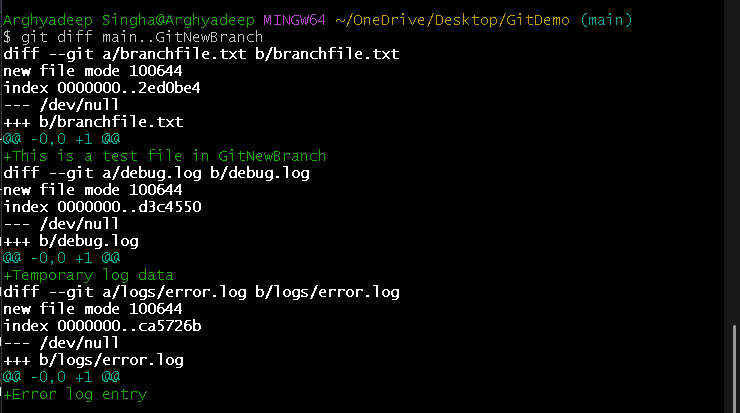 Arghyadeep Singha@Arghyadeep MINGW64 ~/OneDrive/Desktop/GitDemo (main)
$ git diff main..GitNewBranch
diff --git a/branchfile.txt b/branchfile.txt
new file mode 100644
index 0000000..2ed0be4
--- /dev/null
+++ b/branchfile.txt
@@ -0,0 +1 @@
+This is a test file in GitNewBranch
diff --git a/debug.log b/debug.log
new file mode 100644
index 0000000..d3c4550
--- /dev/null
+++ b/debug.log
@@ -0,0 +1 @@
+Temporary log data
diff --git a/logs/error.log b/logs/error.log
new file mode 100644
index 0000000..ca5726b
--- /dev/null
+++ b/logs/error.log
@@ -0,0 +1 @@
+Error log entry